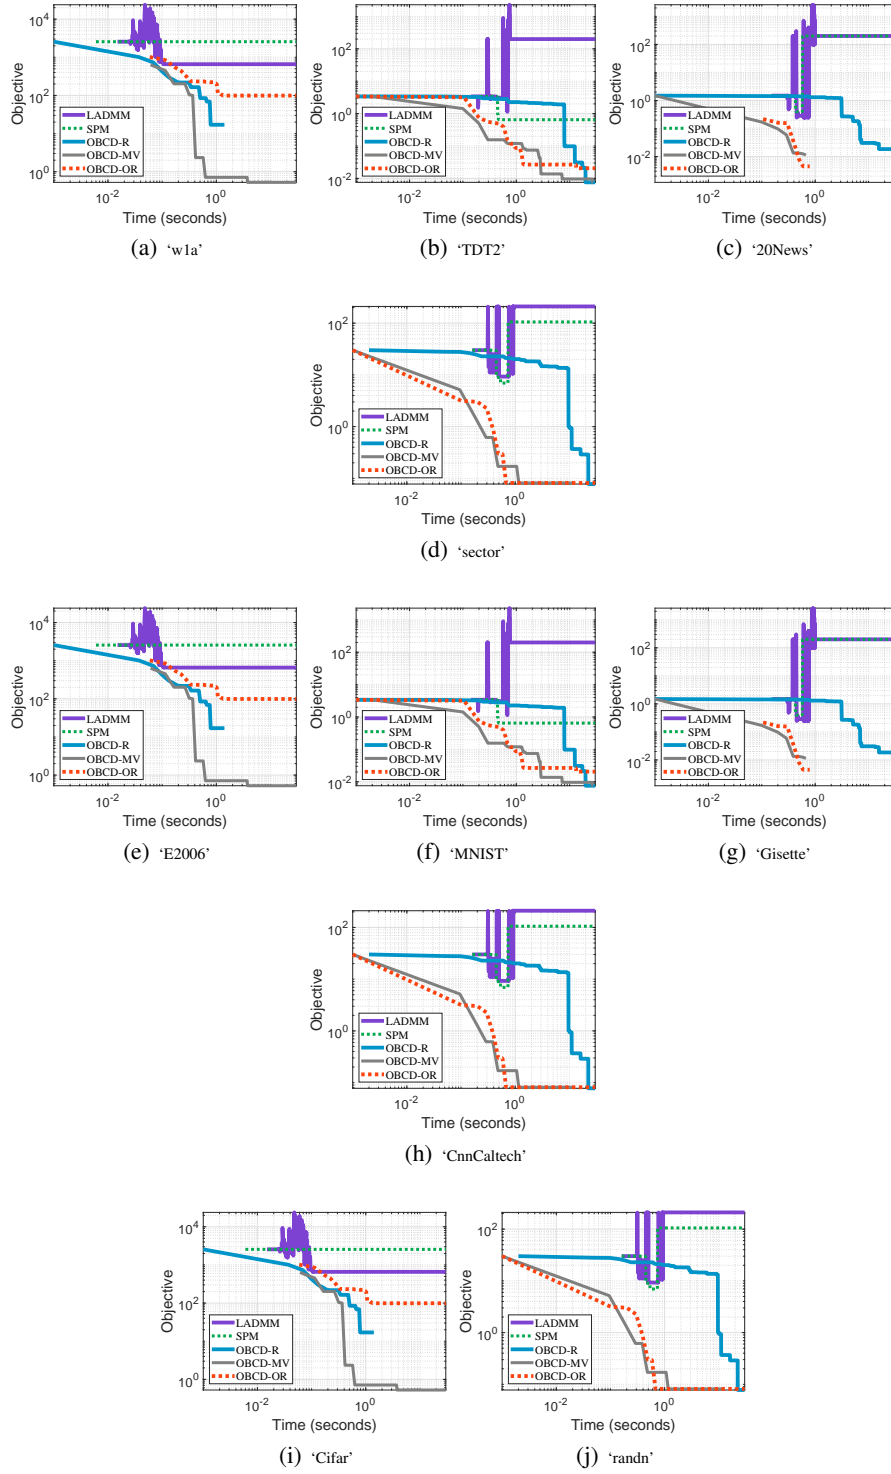 10^4
10^2
10^0
Objective
LADMM
SPM
OBCD-R
OBCD-MV
OBCD-OR
10^-2
10^0
Time (seconds)
(a) ‘w1a’
10^2
10^0
10^-2
Objective
LADMM
SPM
OBCD-R
OBCD-MV
OBCD-OR
10^-2
10^0
Time (seconds)
(b) ‘TDT2’
10^2
10^0
10^-2
Objective
LADMM
SPM
OBCD-R
OBCD-MV
OBCD-OR
10^-2
10^0
Time (seconds)
(c) ‘20News’
10^2
10^0
Objective
LADMM
SPM
OBCD-R
OBCD-MV
OBCD-OR
10^-2
10^0
Time (seconds)
(d) ‘sector’
10^4
10^2
10^0
Objective
LADMM
SPM
OBCD-R
OBCD-MV
OBCD-OR
10^-2
10^0
Time (seconds)
(e) ‘E2006’
10^2
10^0
10^-2
Objective
LADMM
SPM
OBCD-R
OBCD-MV
OBCD-OR
10^-2
10^0
Time (seconds)
(f) ‘MNIST’
10^2
10^0
10^-2
Objective
LADMM
SPM
OBCD-R
OBCD-MV
OBCD-OR
10^-2
10^0
Time (seconds)
(g) ‘Gisette’
10^2
10^0
Objective
LADMM
SPM
OBCD-R
OBCD-MV
OBCD-OR
10^-2
10^0
Time (seconds)
(h) ‘CnnCaltech’
10^4
10^2
10^0
Objective
LADMM
SPM
OBCD-R
OBCD-MV
OBCD-OR
10^-2
10^0
Time (seconds)
(i) ‘Cifar’
10^2
10^0
Objective
LADMM
SPM
OBCD-R
OBCD-MV
OBCD-OR
10^-2
10^0
Time (seconds)
(j) ‘randn’